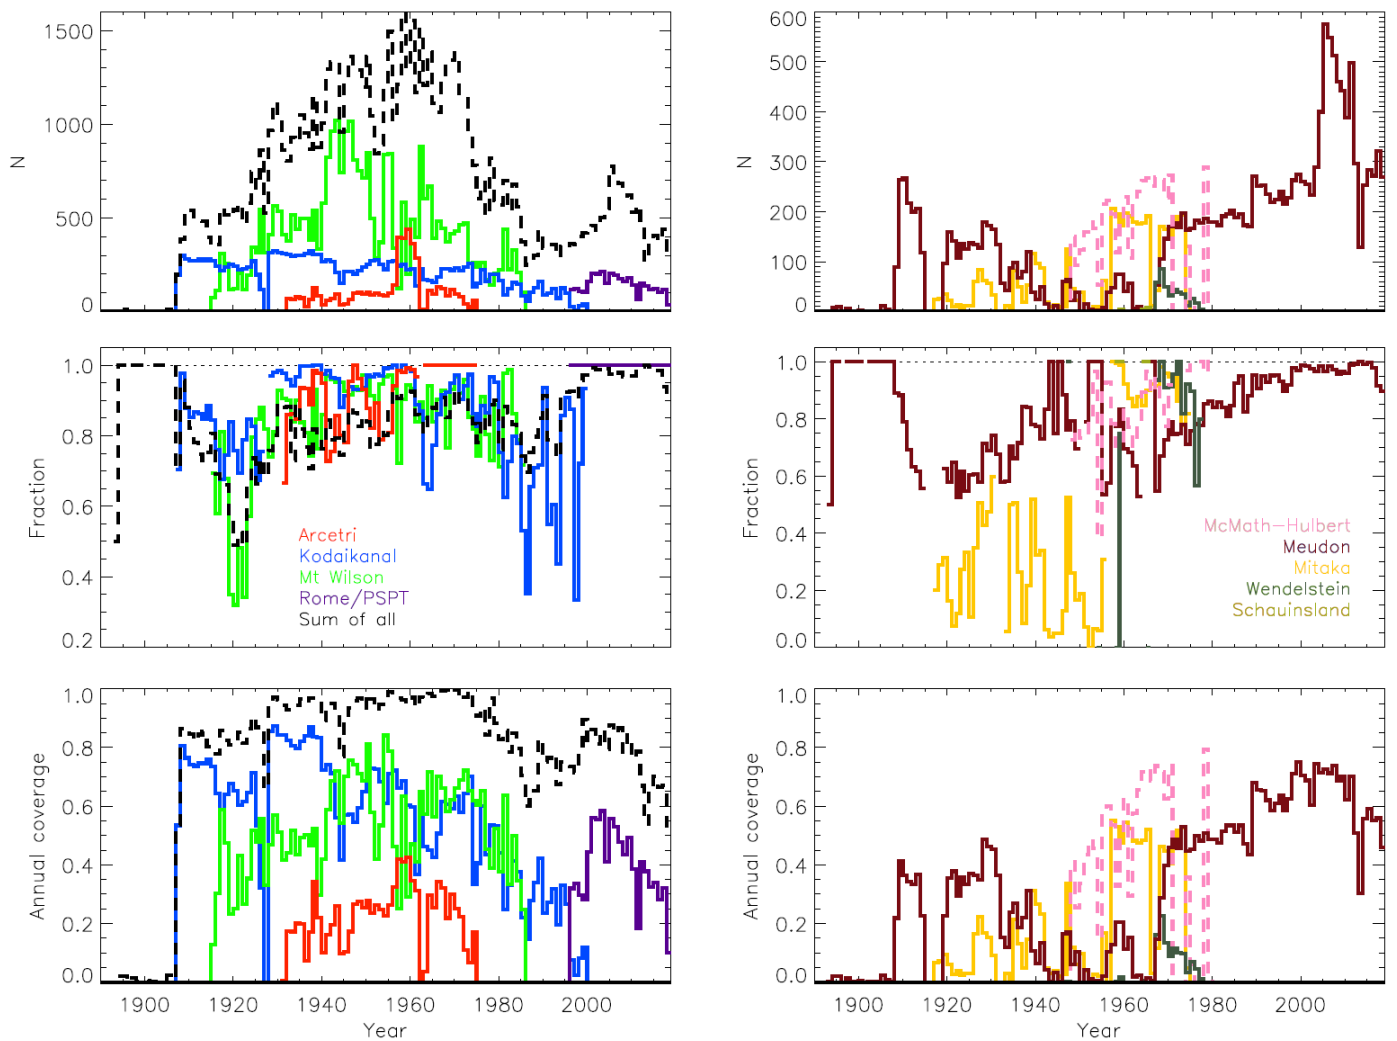 1500
1000
500
0
N
600
500
400
300
200
100
0
N
1.0
0.8
0.6
0.4
0.2
Fraction
Arcetri
Kodaikanal
Mt Wilson
Rome/PSPT
Sum of all
1.0
0.8
0.6
0.4
0.2
0.0
Fraction
McMath-Hulbert
Meudon
Mitaka
Wendelstein
Schauinsland
1.0
0.8
0.6
0.4
0.2
0.0
Annual coverage
1900 1920 1940 1960 1980 2000
Year
1.0
0.8
0.6
0.4
0.2
0.0
Annual coverage
1900 1920 1940 1960 1980 2000
Year